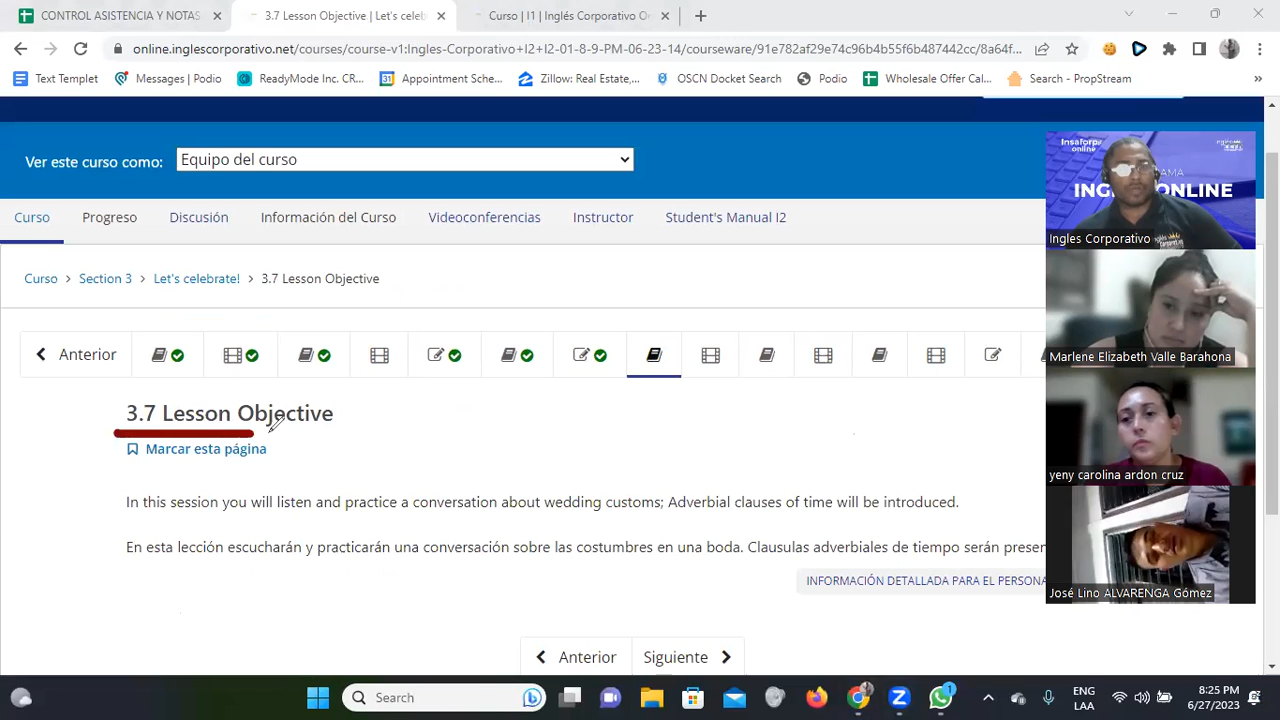 CONTROL ASISTENCIA Y NOTAS
3.7 Lesson Objective | Let's celeb
Curso | I1 | Inglés Corporativo O
online.inglescorporativo.net/courses/course-v1:Ingles-Corporativo+I2+I2-01-8-9-PM-06-23-14/courseware/91e782af29e74c96b4b55f6b487442cc/8a64f...
Text Templet
Messages | Podio
ReadyMode Inc. CR...
Appointment Sche...
Zillow: Real Estate,...
OSCN Docket Search
Podio
Wholesale Offer Cal...
Search - PropStream
»
Ver este curso como:
Equipo del curso
Curso
Progreso
Discusión
Información del Curso
Videoconferencias
Instructor
Student's Manual I2
Curso > Section 3 > Let's celebrate! > 3.7 Lesson Objective
Anterior
3.7 Lesson Objective
Marcar esta página
In this session you will listen and practice a conversation about wedding customs; Adverbial clauses of time will be introduced.
En esta lección escucharán y practicarán una conversación sobre las costumbres en una boda. Clausulas adverbiales de tiempo serán presen
INFORMACIÓN DETALLADA PARA EL PERSONA
Anterior
Siguiente
Ingles Corporativo
Marlene Elizabeth Valle Barahona
yeny carolina ardon cruz
José Lino ALVARENGA Gómez
Search
ENG
LAA
8:25 PM
6/27/2023